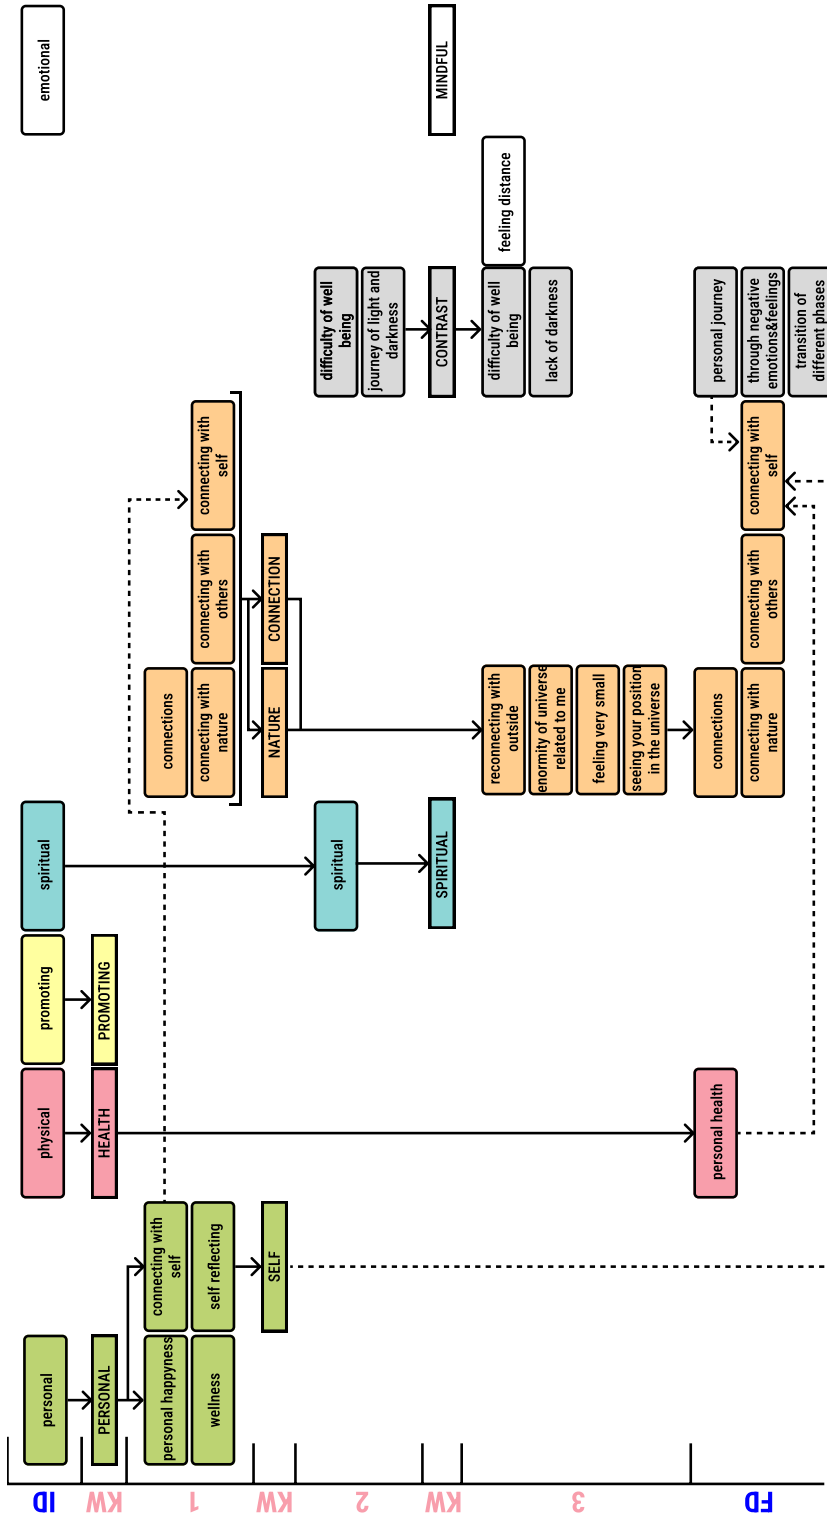 emotional
MINDFUL
feeling distance
difficulty of well
being
journey of light and
darkness
CONTRAST
difficulty of well
being
lack of darkness
personal journey
through negative
emotions&feelings
transition of
different phases
connecting with
self
connecting with
self
connecting with
others
CONNECTION
connecting with
others
connections
connecting with
nature
NATURE
reconnecting with
outside
enormity of universe
related to me
feeling very small
seeing your position
in the universe
connections
connecting with
nature
spiritual
spiritual
SPIRITUAL
promoting
PROMOTING
physical
HEALTH
personal health
connecting with
self
self reflecting
SELF
personal
PERSONAL
personal happyness
wellness
ID
KW
1
KW
2
KW
3
FD